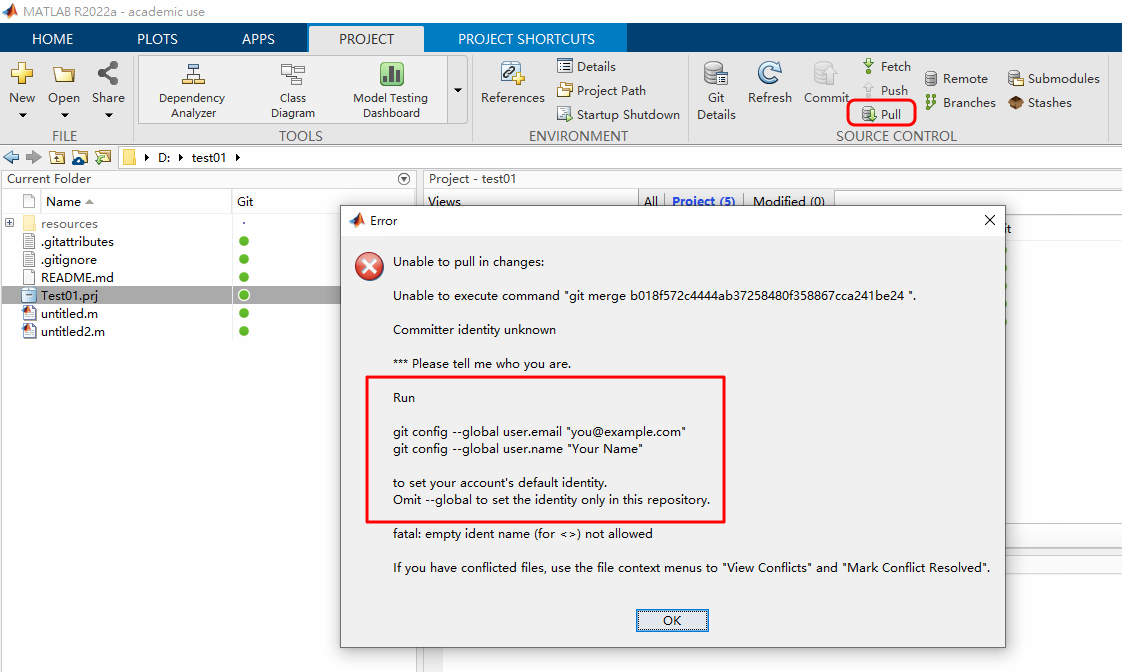 MATLAB R2022a - academic use
HOME PLOTS APPS PROJECT PROJECT SHORTCUTS
New
Open
Share
FILE
Dependency
Analyzer
Class
Diagram
Model Testing
Dashboard
TOOLS
References
Details
Project Path
Startup Shutdown
ENVIRONMENT
Git
Details
Refresh
Commit
Fetch
Push
Pull
Remote
Branches
Submodules
Stashes
SOURCE CONTROL
D: test01
Current Folder
Name Git
resources
.gitattributes
.gitignore
README.md
Test01.prj
untitled.m
untitled2.m
Project - test01
Views All Project (5) Modified (0)
it
Error
Unable to pull in changes:
Unable to execute command "git merge b018f572c4444ab37258480f358867cca241be24 ".
Committer identity unknown
*** Please tell me who you are.
Run
git config --global user.email "you@example.com"
git config --global user.name "Your Name"
to set your account's default identity.
Omit --global to set the identity only in this repository.
fatal: empty ident name (for <>) not allowed
If you have conflicted files, use the file context menus to "View Conflicts" and "Mark Conflict Resolved".
OK